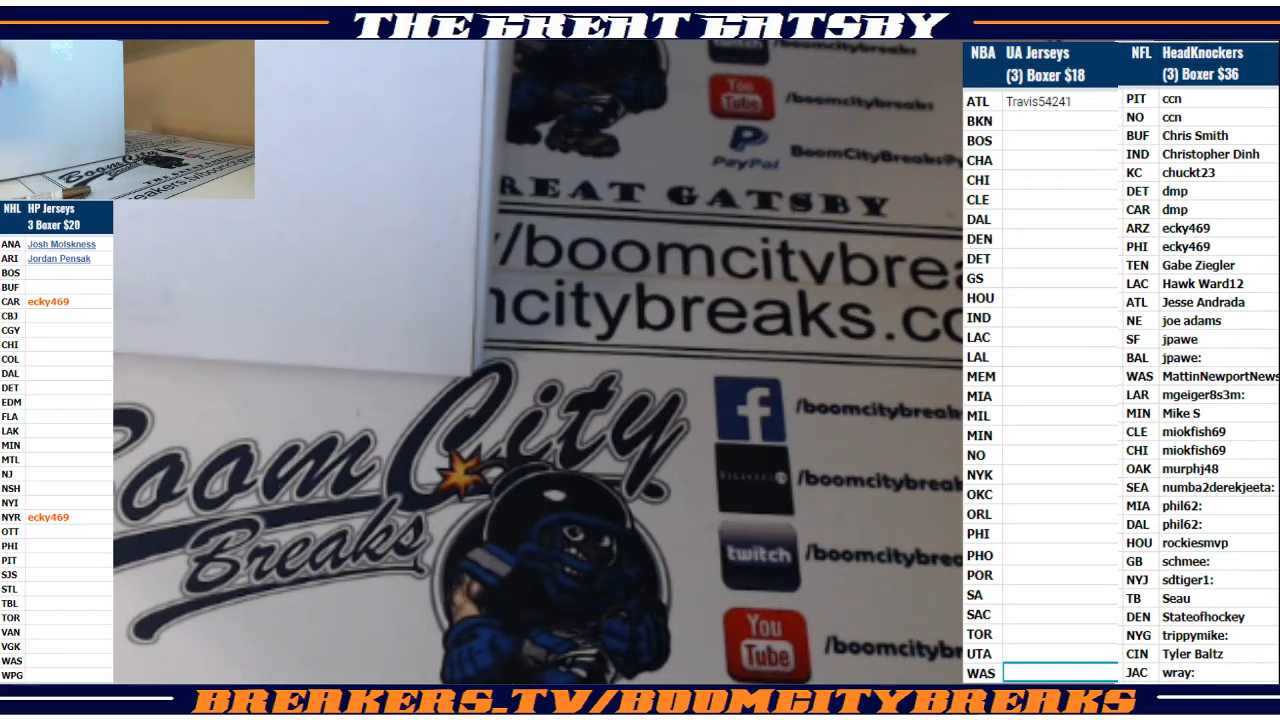 THE GREAT GATSBY
NHL HP Jerseys
3 Boxer $20
ANA Josh Molskness
ARI Jordan Pensak
BOS
BUF
CAR ecky469
CBJ
CGY
CHI
COL
DAL
DET
EDM
FLA
LAK
MIN
MTL
NJ
NSH
NYI
NYR ecky469
OTT
PHI
PIT
SJS
STL
TBL
TOR
VAN
VGK
WAS
WPG
twitch /boomcitybreaks
You Tube /boomcitybreaks
PayPal BoomCityBreaks@
REAT GATSBY
/boomcitybrea
mcitybreaks.co
Boom City
Breaks
f /boomcitybreak
/boomcitybreak
twitch /boomcitybrea
You Tube /boomcityb
NBA UA Jerseys
(3) Boxer $18
ATL Travis54241
BKN
BOS
CHA
CHI
CLE
DAL
DEN
DET
GS
HOU
IND
LAC
LAL
MEM
MIA
MIL
MIN
NO
NYK
OKC
ORL
PHI
PHO
POR
SA
SAC
TOR
UTA
WAS
NFL HeadKnockers
(3) Boxer $36
PIT ccn
NO ccn
BUF Chris Smith
IND Christopher Dinh
KC chuckt23
DET dmp
CAR dmp
ARZ ecky469
PHI ecky469
TEN Gabe Ziegler
LAC Hawk Ward12
ATL Jesse Andrada
NE joe adams
SF jpawe
BAL jpawe:
WAS MattinNewportNews
LAR mgeiger8s3m:
MIN Mike S
CLE miokfish69
CHI miokfish69
OAK murphj48
SEA numba2derekjeeta:
MIA phil62:
DAL phil62:
HOU rockiesmvp
GB schmee:
NYJ sdtiger1:
TB Seau
DEN Stateofhockey
NYG trippymike:
CIN Tyler Baltz
JAC wray:
BREAKERS.TV/BOOMCITYBREAKS